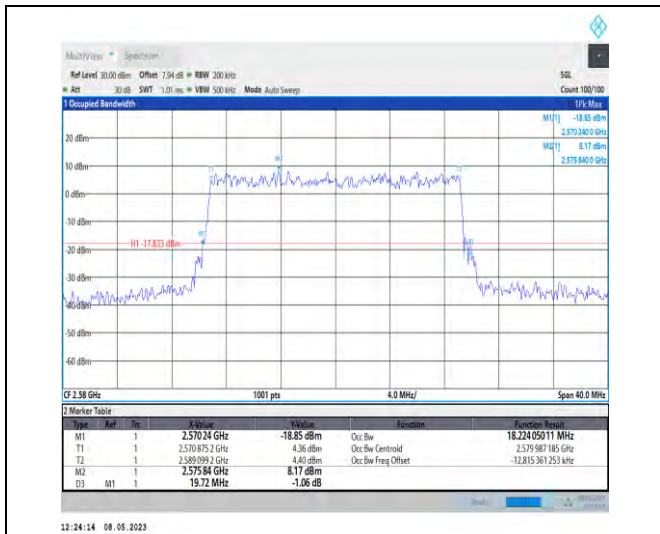 MultiView Spectrum
Ref Level 30.00 dBm Offset 7.94 dB RBW 200 kHz SGL
Att 30 dB SWT 1.01 ms VBW 500 kHz Mode Auto Sweep Count 100/100
1 Occupied Bandwidth 1Pk Max
M1[1] -18.85 dBm
2.570 240 0 GHz
M2[1] 8.17 dBm
2.575 840 0 GHz
20 dBm
10 dBm
0 dBm
-10 dBm
-20 dBm
-30 dBm
-40 dBm
-50 dBm
-60 dBm
T1
M2
T2
M1
H1 -17.833 dBm
CF 2.58 GHz 1001 pts 4.0 MHz/ Span 40.0 MHz
2 Marker Table
Type Ref Trc X-Value Y-Value Function Function Result
M1 1 2.570 24 GHz -18.85 dBm Occ Bw 18.224 050 11 MHz
T1 1 2.570 875 2 GHz 4.36 dBm Occ Bw Centroid 2.579 987 185 GHz
T2 1 2.589 099 2 GHz 4.40 dBm Occ Bw Freq Offset -12.815 361 253 kHz
M2 1 2.575 84 GHz 8.17 dBm
D3 M1 1 19.72 MHz -1.06 dB
12:24:14 08.05.2023